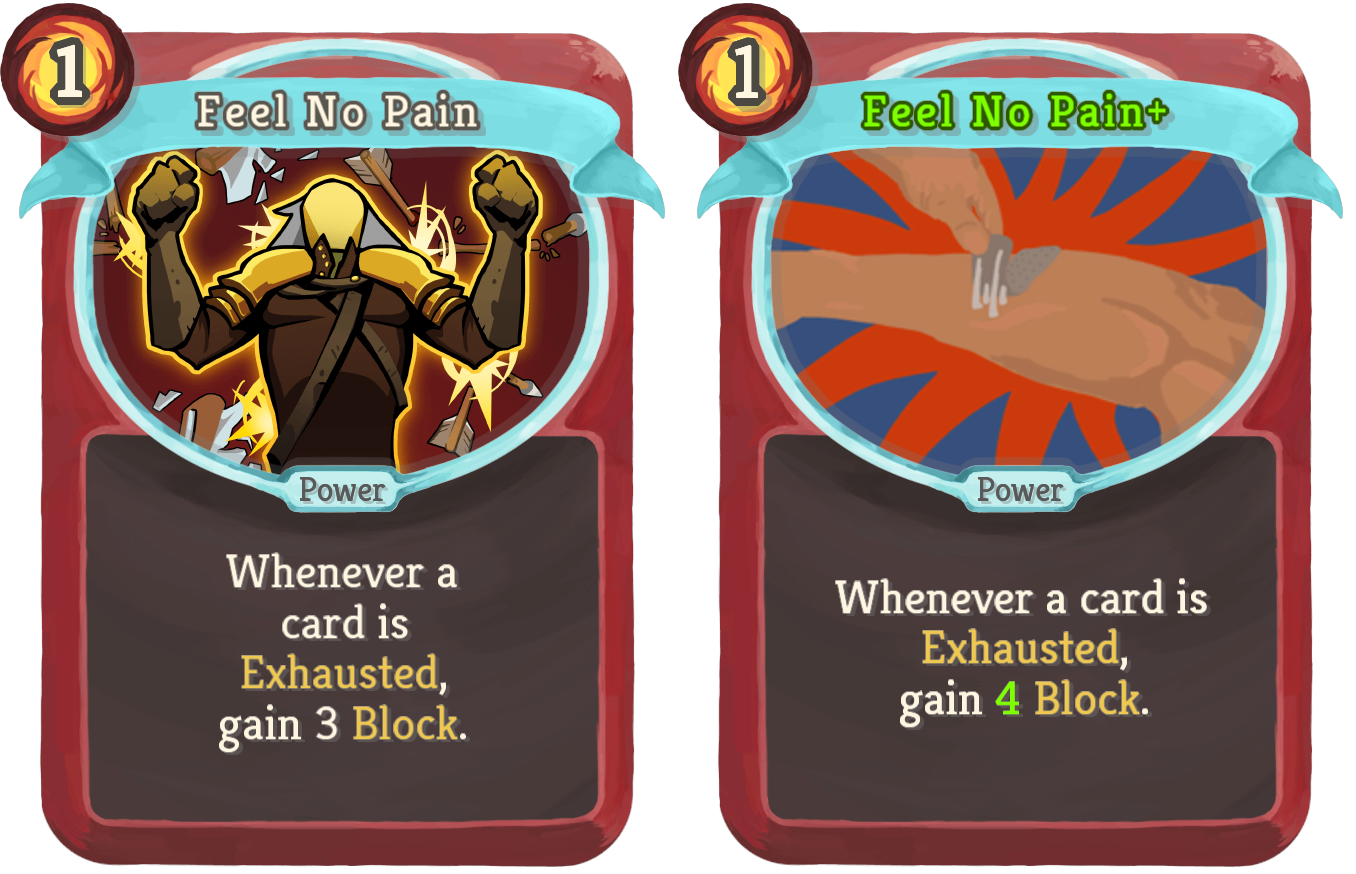 1
Feel No Pain
Power
Whenever a
card is
Exhausted,
gain 3 Block.
1
Feel No Pain+
Power
Whenever a card is
Exhausted,
gain 4 Block.